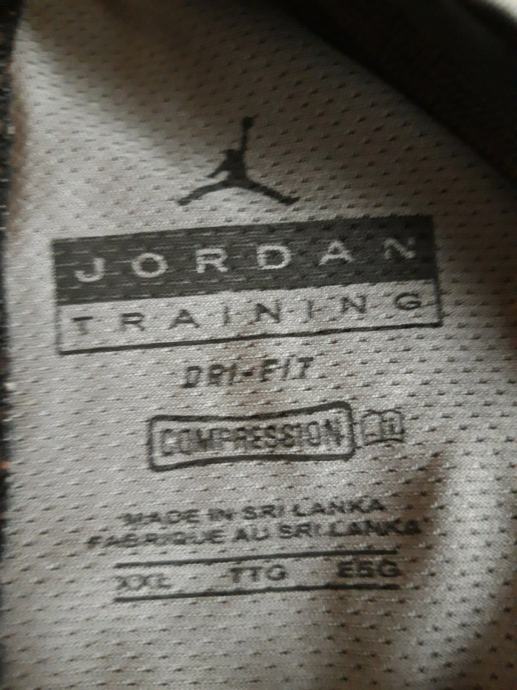 JORDAN
TRAINING
DRI-FIT
COMPRESSION
MADE IN SRI LANKA
FABRIQUE AU SRI LANKA
XXL TTG EEG